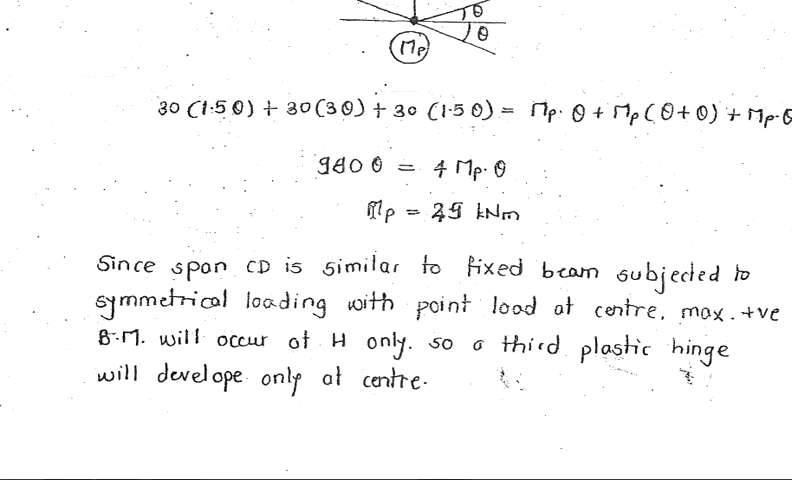 θ
θ
Mp
30 (1.5 θ) + 30 (3θ) + 30 (1.5 θ) = Mp. θ + Mp (θ+θ) + Mp.θ
θ = 4 Mp.θ
Mp = kNm
Since span CD is similar to fixed beam subjected to
symmetrical loading with point load at centre. max. +ve
B.M. will occur at H only. so a third plastic hinge
will develope only at centre.